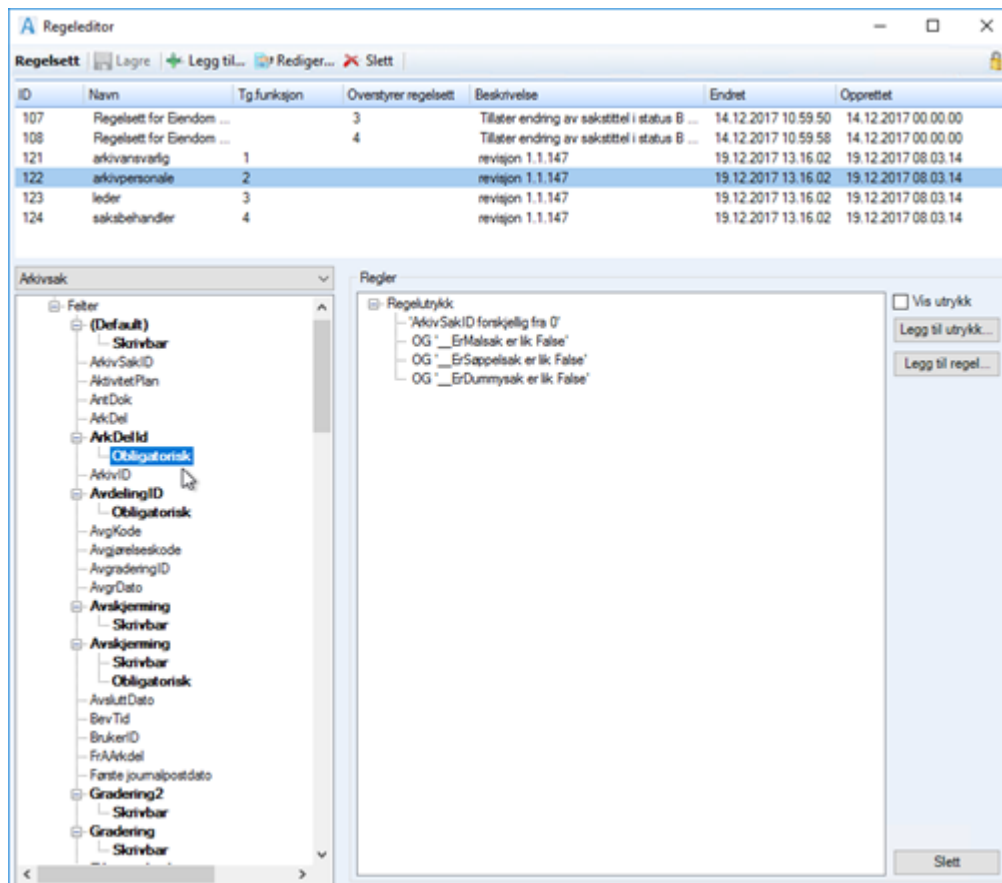 Regeleditor
Regelsett Lagre Legg til... Rediger... Slett
ID Navn Tg.funksjon Overstyrer regelsett Beskrivelse Endret Opprettet
107 Regelsett for Eiendom ... 3 Tillater endring av sakstittel i status B ... 14.12.2017 10.59.50 14.12.2017 00.00.00
108 Regelsett for Eiendom ... 4 Tillater endring av sakstittel i status B ... 14.12.2017 10.59.58 14.12.2017 00.00.00
121 arkivansvarlig 1 revisjon 1.1.147 19.12.2017 13.16.02 19.12.2017 08.03.14
122 arkivpersonale 2 revisjon 1.1.147 19.12.2017 13.16.02 19.12.2017 08.03.14
123 leder 3 revisjon 1.1.147 19.12.2017 13.16.02 19.12.2017 08.03.14
124 saksbehandler 4 revisjon 1.1.147 19.12.2017 13.16.02 19.12.2017 08.03.14
Arkivsak
Felter
(Default)
Skrivbar
ArkivSakID
AktivitetPlan
AntDok
ArkDel
ArkDelId
Obligatorisk
ArkivID
AvdelingID
Obligatorisk
AvgKode
Avgjørelseskode
AvgraderingID
AvgrDato
Avskjerming
Skrivbar
Avskjerming
Skrivbar
Obligatorisk
AvsluttDato
BevTid
BrukerID
FrAArkdel
Første journalpostdato
Gradering2
Skrivbar
Gradering
Skrivbar
Regler
Regelutrykk
'ArkivSakID forskjellig fra 0'
OG '__ErMalsak er lik False'
OG '__ErSøppelsak er lik False'
OG '__ErDummysak er lik False'
Vis utrykk
Legg til utrykk...
Legg til regel...
Slett